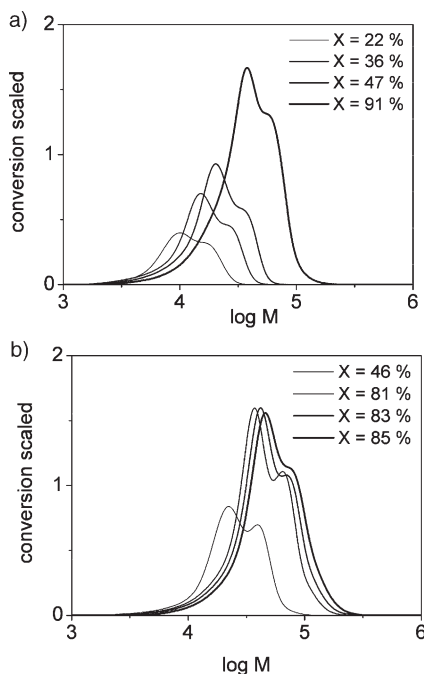 a)
conversion scaled
2
1
0
X = 22 %
X = 36 %
X = 47 %
X = 91 %
3 4 5 6
log M
b)
conversion scaled
2
1
0
X = 46 %
X = 81 %
X = 83 %
X = 85 %
3 4 5 6
log M